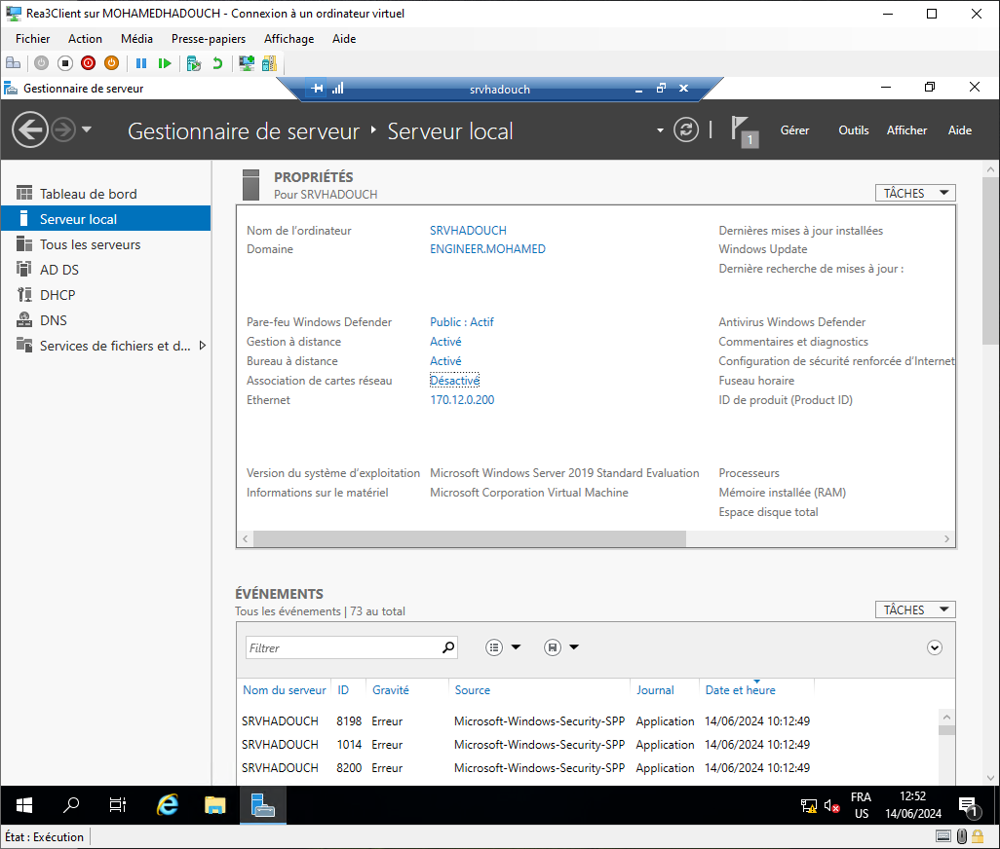 Rea3Client sur MOHAMEDHADOUCH - Connexion à un ordinateur virtuel
Fichier Action Média Presse-papiers Affichage Aide
Gestionnaire de serveur
srvhadouch
Gestionnaire de serveur Serveur local
1
Gérer Outils Afficher Aide
Tableau de bord
Serveur local
Tous les serveurs
AD DS
DHCP
DNS
Services de fichiers et d...
PROPRIÉTÉS
Pour SRVHADOUCH
TÂCHES
Nom de l'ordinateur SRVHADOUCH Dernières mises à jour installées
Domaine ENGINEER.MOHAMED Windows Update
Dernière recherche de mises à jour :
Pare-feu Windows Defender Public : Actif Antivirus Windows Defender
Gestion à distance Activé Commentaires et diagnostics
Bureau à distance Activé Configuration de sécurité renforcée d'Internet
Association de cartes réseau Désactivé Fuseau horaire
Ethernet 170.12.0.200 ID de produit (Product ID)
Version du système d'exploitation Microsoft Windows Server 2019 Standard Evaluation Processeurs
Informations sur le matériel Microsoft Corporation Virtual Machine Mémoire installée (RAM)
Espace disque total
ÉVÉNEMENTS
Tous les événements | 73 au total
TÂCHES
Filtrer
Nom du serveur ID Gravité Source Journal Date et heure
SRVHADOUCH 8198 Erreur Microsoft-Windows-Security-SPP Application 14/06/2024 10:12:49
SRVHADOUCH 1014 Erreur Microsoft-Windows-Security-SPP Application 14/06/2024 10:12:49
SRVHADOUCH 8200 Erreur Microsoft-Windows-Security-SPP Application 14/06/2024 10:12:49
FRA
US
12:52
14/06/2024
1
État : Exécution